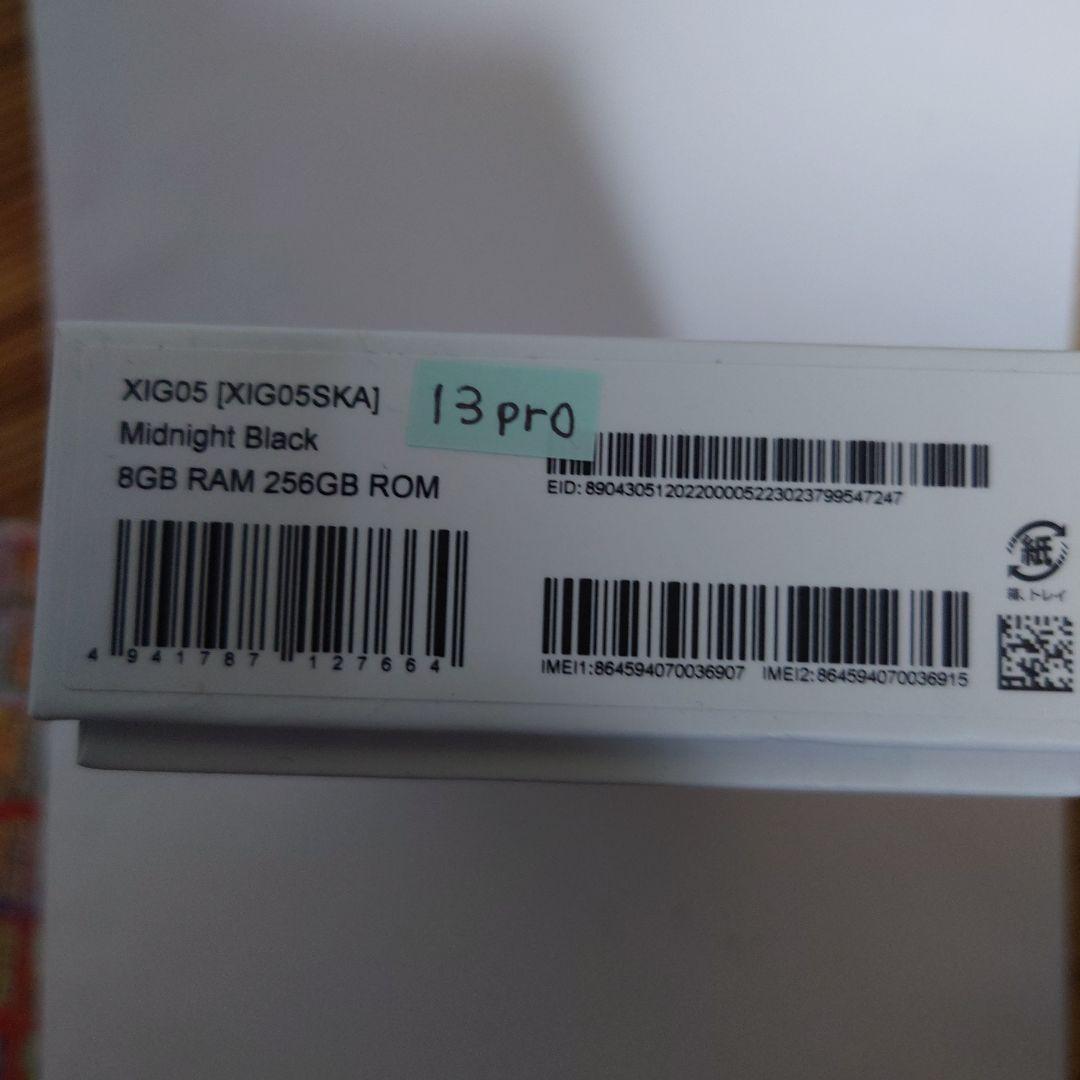 XIG05 [XIG05SKA]
Midnight Black
8GB RAM 256GB ROM
13pro
EID: 89043051202200005223023799547247
4 941787 127664
IMEI1:864594070036907 IMEI2:864594070036915
紙
箱、トレイ